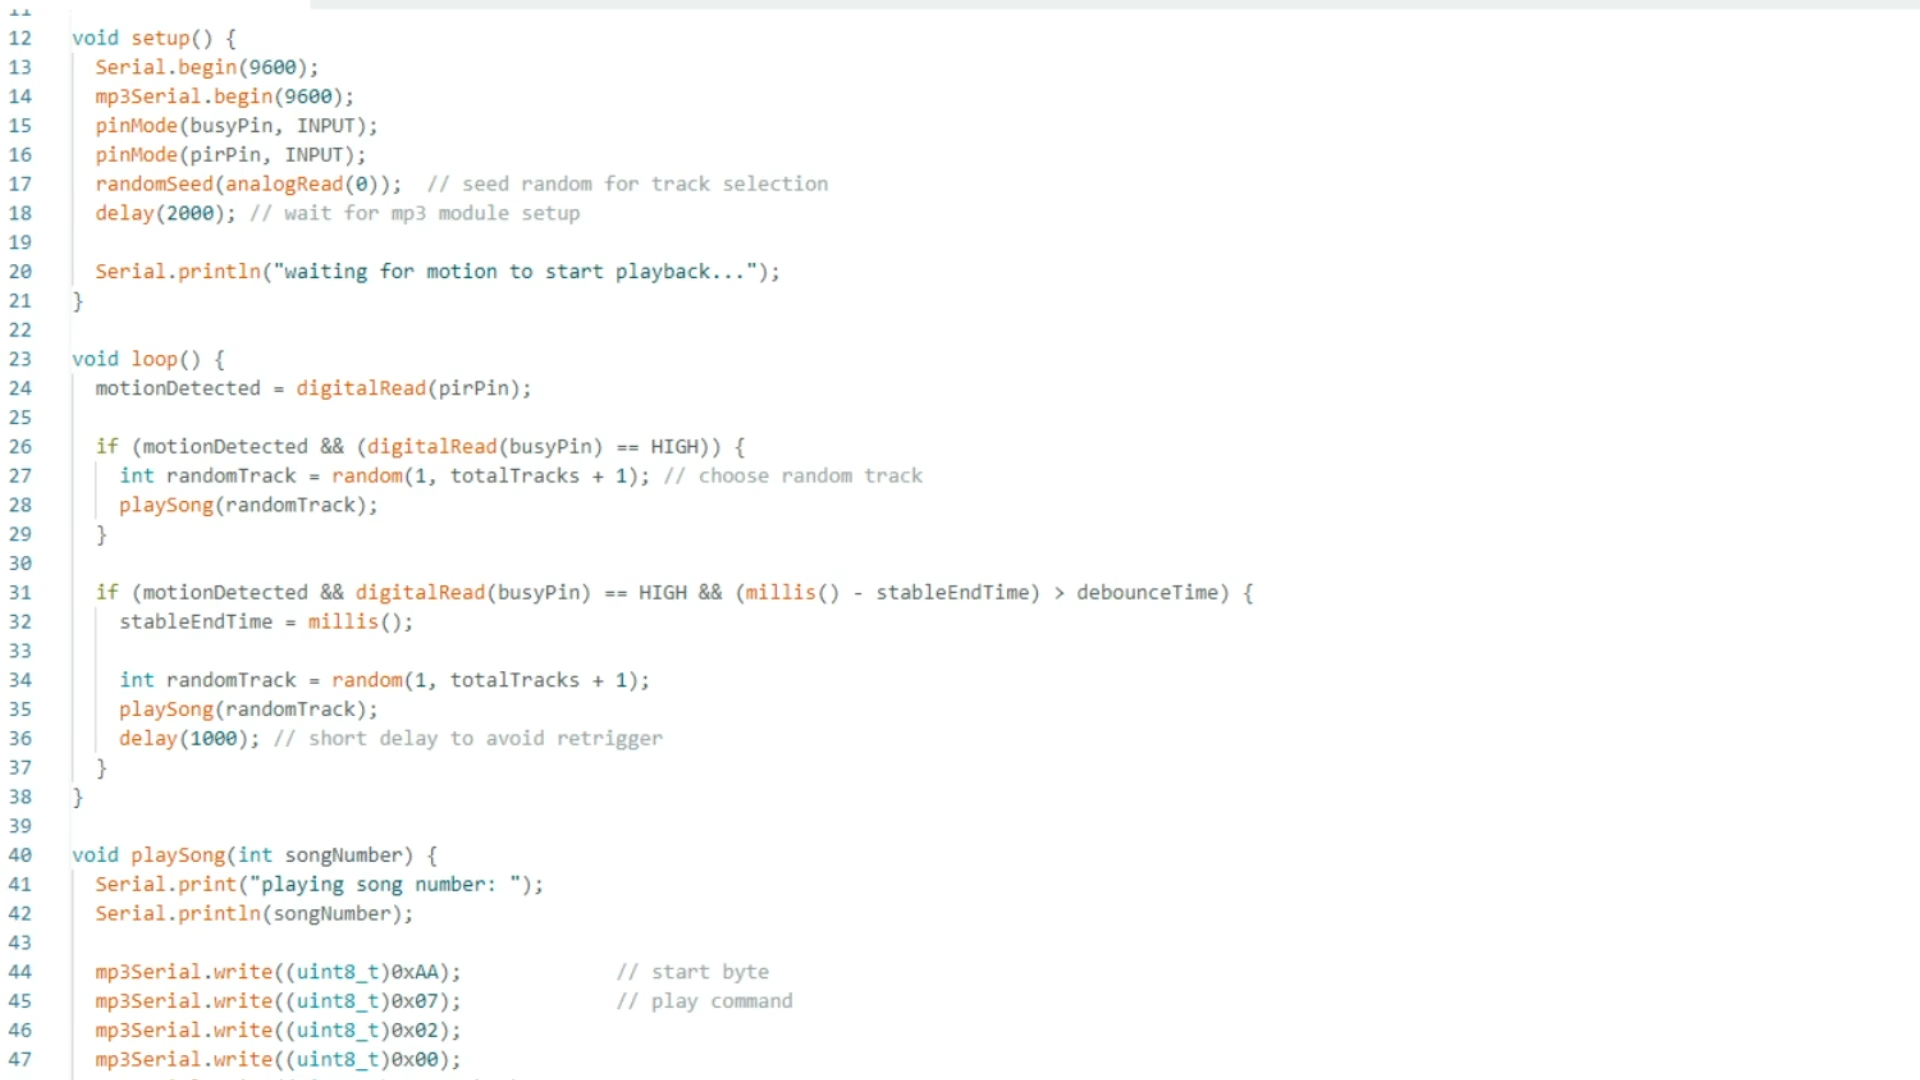 11
12 void setup() {
13 Serial.begin(9600);
14 mp3Serial.begin(9600);
15 pinMode(busyPin, INPUT);
16 pinMode(pirPin, INPUT);
17 randomSeed(analogRead(0)); // seed random for track selection
18 delay(2000); // wait for mp3 module setup
19
20 Serial.println("waiting for motion to start playback...");
21 }
22
23 void loop() {
24 motionDetected = digitalRead(pirPin);
25
26 if (motionDetected && (digitalRead(busyPin) == HIGH)) {
27 int randomTrack = random(1, totalTracks + 1); // choose random track
28 playSong(randomTrack);
29 }
30
31 if (motionDetected && digitalRead(busyPin) == HIGH && (millis() - stableEndTime) > debounceTime) {
32 stableEndTime = millis();
33
34 int randomTrack = random(1, totalTracks + 1);
35 playSong(randomTrack);
36 delay(1000); // short delay to avoid retrigger
37 }
38 }
39
40 void playSong(int songNumber) {
41 Serial.print("playing song number: ");
42 Serial.println(songNumber);
43
44 mp3Serial.write((uint8_t)0xAA); // start byte
45 mp3Serial.write((uint8_t)0x07); // play command
46 mp3Serial.write((uint8_t)0x02);
47 mp3Serial.write((uint8_t)0x00);